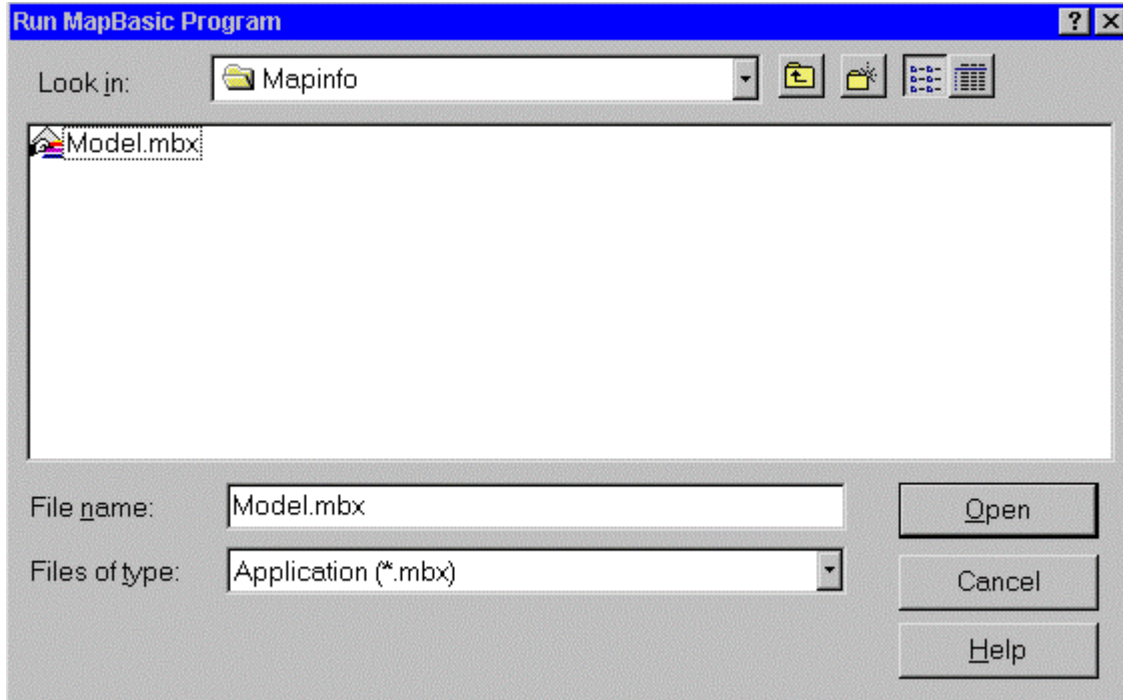 Run MapBasic Program
Look in: Mapinfo
Model.mbx
File name: Model.mbx Open
Files of type: Application (*.mbx) Cancel
Help